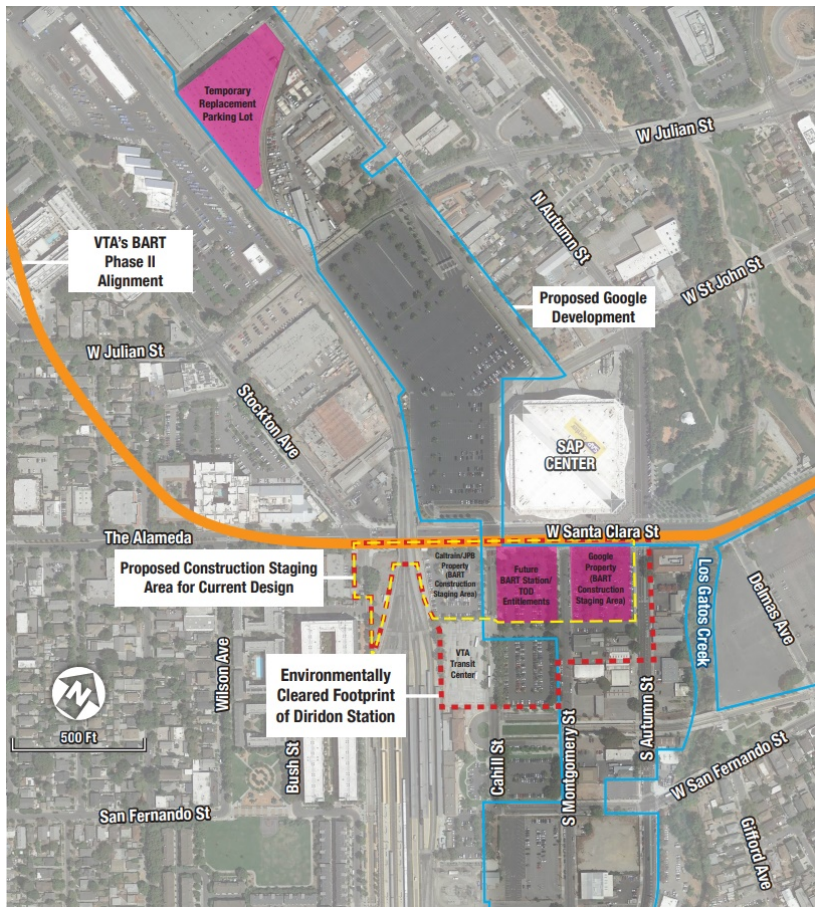 Temporary
Replacement
Parking Lot
W Julian St
N Autumn St
VTA's BART
Phase II
Alignment
W St John St
Proposed Google
Development
W Julian St
Stockton Ave
SAP
CENTER
The Alameda
W Santa Clara St
Proposed Construction Staging
Area for Current Design
Caltrain/JPB
Property
(BART
Construction
Staging Area)
Future
BART Station/
TOD
Entitlements
Google
Property
(BART
Construction
Staging Area)
Los Gatos Creek
Delmas Ave
Wilson Ave
VTA
Transit
Center
Environmentally
Cleared Footprint
of Diridon Station
N
500 Ft
Bush St
Cahill St
S Montgomery St
S Autumn St
W San Fernando St
San Fernando St
Gifford Ave